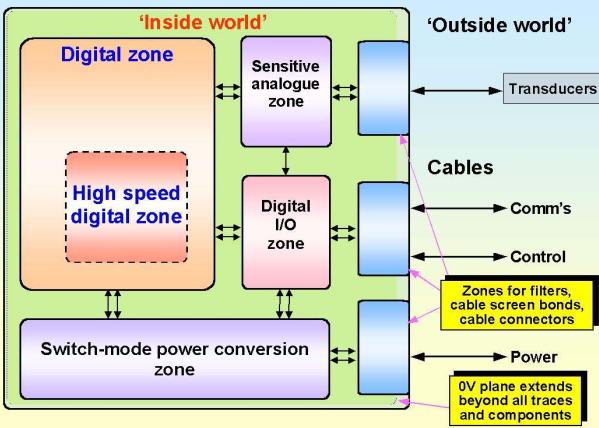 'Inside world'
'Outside world'
Digital zone
Sensitive
analogue
zone
Transducers
High speed
digital zone
Cables
Digital
I/O
zone
Comm's
Control
Zones for filters,
cable screen bonds,
cable connectors
Switch-mode power conversion
zone
Power
0V plane extends
beyond all traces
and components